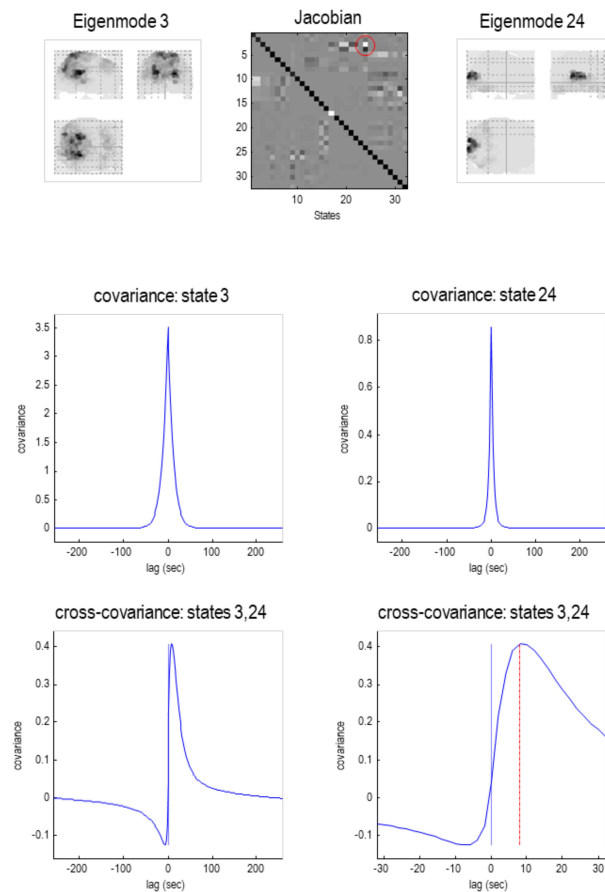 Eigenmode 3
Jacobian
Eigenmode 24
5
10
15
20
25
30
10 20 30
States
covariance: state 3
covariance: state 24
3.5
3
2.5
2
1.5
1
0.5
0
covariance
-200 -100 0 100 200
lag (sec)
0.8
0.6
0.4
0.2
0
covariance
-200 -100 0 100 200
lag (sec)
cross-covariance: states 3,24
cross-covariance: states 3,24
0.4
0.3
0.2
0.1
0
-0.1
covariance
-200 -100 0 100 200
lag (sec)
0.4
0.3
0.2
0.1
0
-0.1
covariance
-30 -20 -10 0 10 20 30
lag (sec)